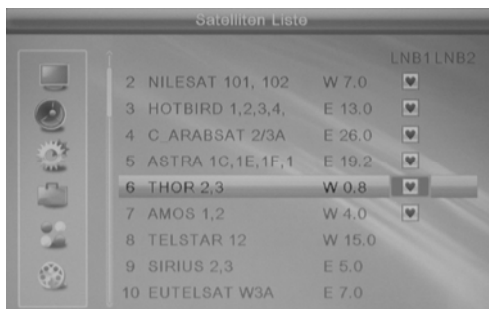 Satelliten Liste
LNB1 LNB2
2 NILESAT 101, 102 W 7.0
3 HOTBIRD 1,2,3,4, E 13.0
4 C_ARABSAT 2/3A E 26.0
5 ASTRA 1C,1E,1F,1 E 19.2
6 THOR 2,3 W 0.8
7 AMOS 1,2 W 4.0
8 TELSTAR 12 W 15.0
9 SIRIUS 2,3 E 5.0
10 EUTELSAT W3A E 7.0